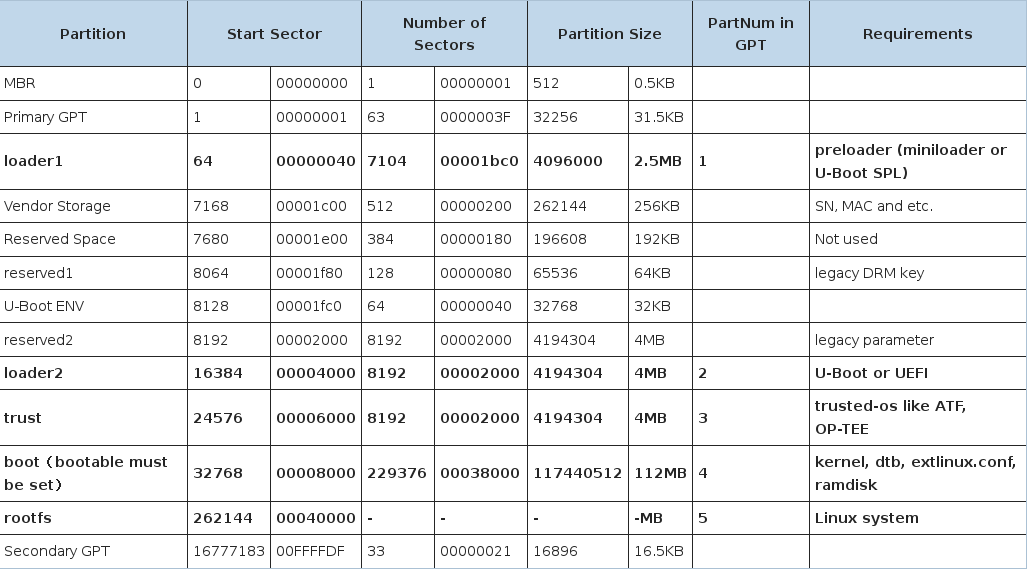 Partition Start Sector Number of Sectors Partition Size PartNum in GPT Requirements
MBR 0 00000000 1 00000001 512 0.5KB
Primary GPT 1 00000001 63 0000003F 32256 31.5KB
loader1 64 00000040 7104 00001bc0 4096000 2.5MB 1 preloader (miniloader or U-Boot SPL)
Vendor Storage 7168 00001c00 512 00000200 262144 256KB SN, MAC and etc.
Reserved Space 7680 00001e00 384 00000180 196608 192KB Not used
reserved1 8064 00001f80 128 00000080 65536 64KB legacy DRM key
U-Boot ENV 8128 00001fc0 64 00000040 32768 32KB
reserved2 8192 00002000 8192 00002000 4194304 4MB legacy parameter
loader2 16384 00004000 8192 00002000 4194304 4MB 2 U-Boot or UEFI
trust 24576 00006000 8192 00002000 4194304 4MB 3 trusted-os like ATF, OP-TEE
boot（bootable must be set） 32768 00008000 229376 00038000 117440512 112MB 4 kernel, dtb, extlinux.conf, ramdisk
rootfs 262144 00040000 - - - -MB 5 Linux system
Secondary GPT 16777183 00FFFFDF 33 00000021 16896 16.5KB